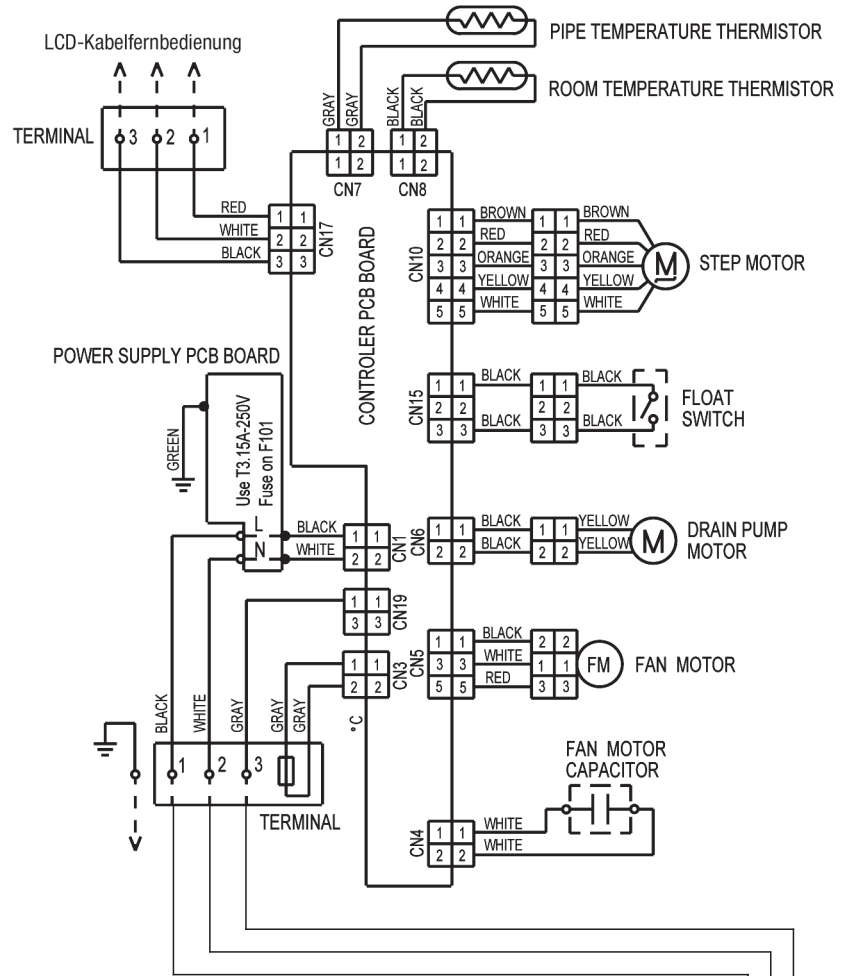 LCD-Kabelfernbedienung
PIPE TEMPERATURE THERMISTOR
ROOM TEMPERATURE THERMISTOR
GRAY
GRAY
BLACK
BLACK
TERMINAL
3 2 1
1 2
1 2
CN7
1 2
1 2
CN8
RED
WHITE
BLACK
1 1
2 2
3 3
CN17
CONTROLER PCB BOARD
CN10
1 1
2 2
3 3
4 4
5 5
BROWN
RED
ORANGE
YELLOW
WHITE
1 1
2 2
3 3
4 4
5 5
BROWN
RED
ORANGE
YELLOW
WHITE
M
STEP MOTOR
POWER SUPPLY PCB BOARD
GREEN
Use T3.15A-250V
Fuse on F101
L
N
CN15
1 1
2 2
3 3
BLACK
BLACK
1 1
2 2
3 3
BLACK
BLACK
FLOAT
SWITCH
BLACK
WHITE
1 1
2 2
CN1
CN6
1 1
2 2
BLACK
BLACK
1 1
2 2
YELLOW
YELLOW
M
DRAIN PUMP
MOTOR
1 1
3 3
CN19
1 1
2 2
CN3
°C
CN5
1 1
3 3
5 5
BLACK
WHITE
RED
2 2
1 1
3 3
FM
FAN MOTOR
BLACK
WHITE
GRAY
GRAY
GRAY
1 2 3
TERMINAL
FAN MOTOR
CAPACITOR
CN4
1 1
2 2
WHITE
WHITE